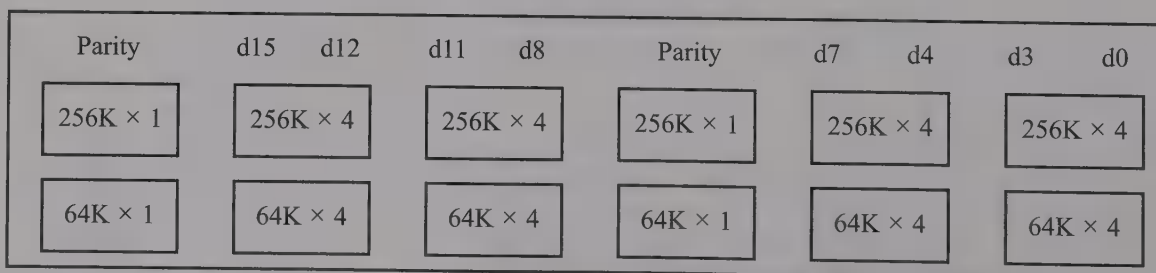 Parity d15 d12 d11 d8 Parity d7 d4 d3 d0
256K × 1 256K × 4 256K × 4 256K × 1 256K × 4 256K × 4
64K × 1 64K × 4 64K × 4 64K × 1 64K × 4 64K × 4